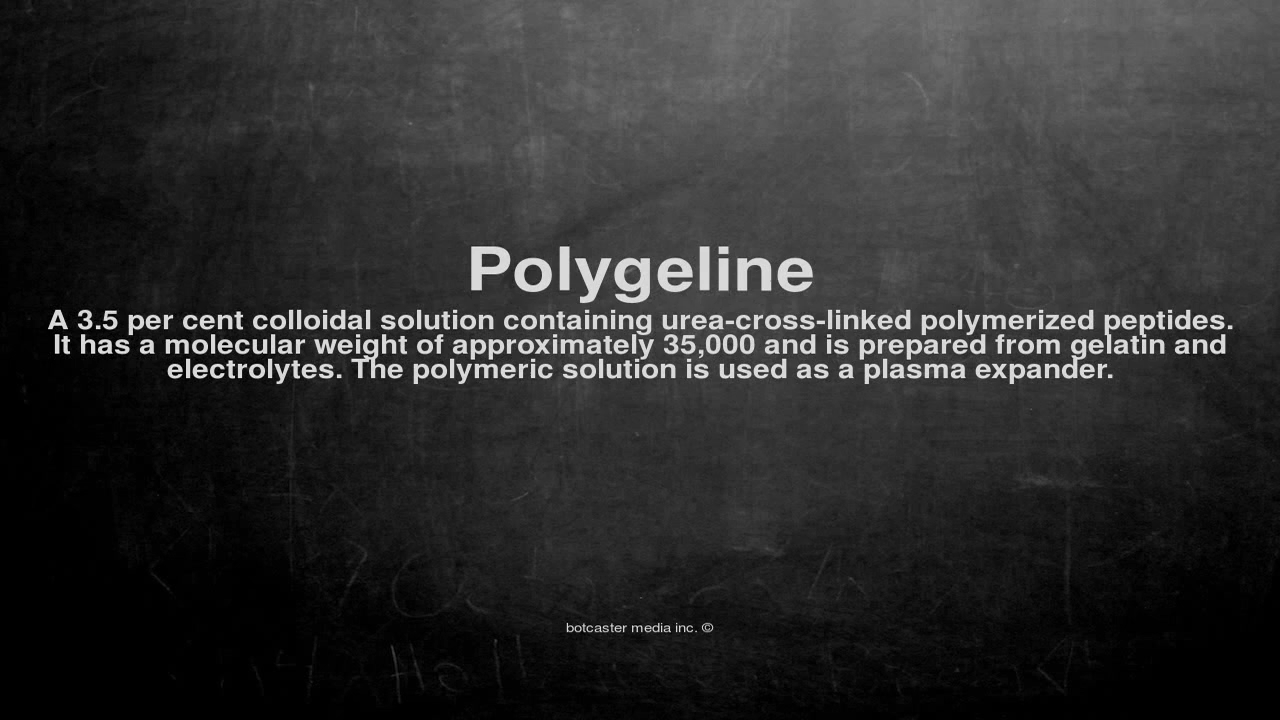 Polygeline
A 3.5 per cent colloidal solution containing urea-cross-linked polymerized peptides.
It has a molecular weight of approximately 35,000 and is prepared from gelatin and
electrolytes. The polymeric solution is used as a plasma expander.
botcaster media inc. ©